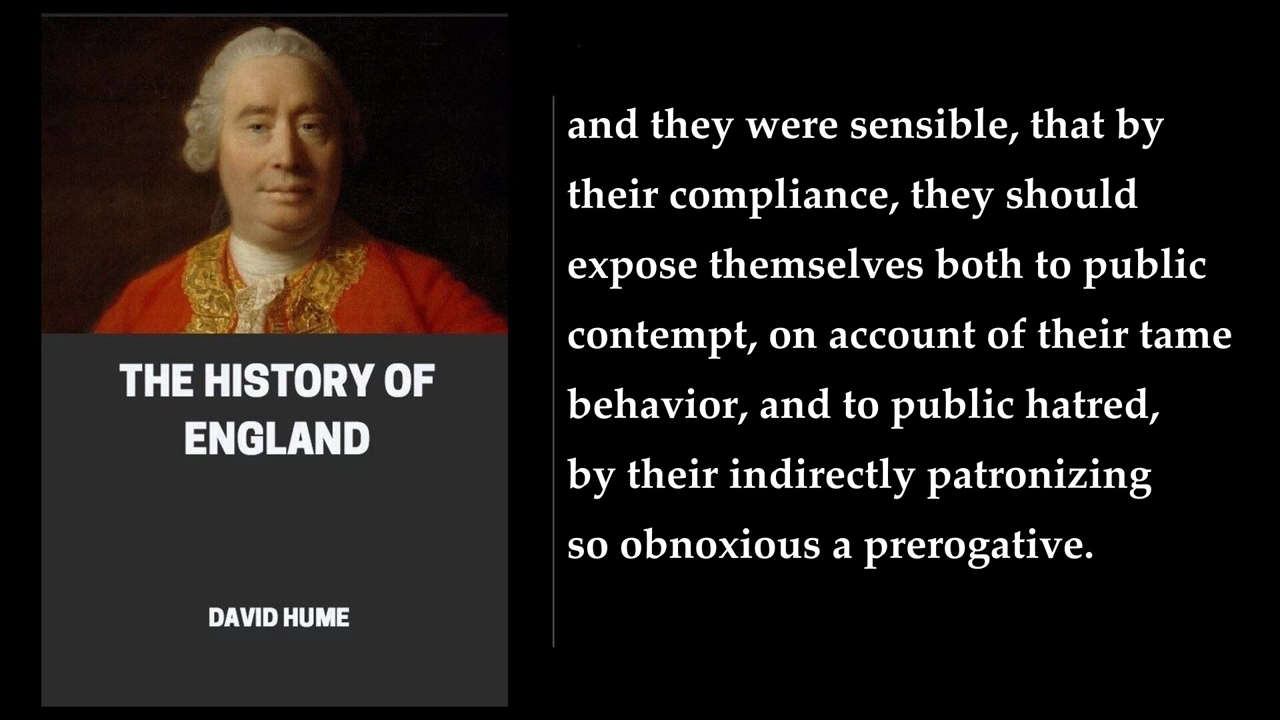 THE HISTORY OF
ENGLAND
DAVID HUME
and they were sensible, that by
their compliance, they should
expose themselves both to public
contempt, on account of their tame
behavior, and to public hatred,
by their indirectly patronizing
so obnoxious a prerogative.